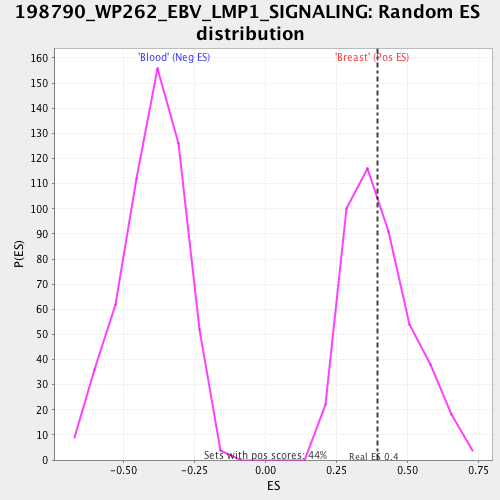 198790_WP262_EBV_LMP1_SIGNALING: Random ES
distribution
'Blood' (Neg ES)
'Breast' (Pos ES)
160
150
140
130
120
110
100
90
80
70
60
50
40
30
20
10
0
P(ES)
Sets with pos scores: 44%
Real ES 0.4
-0.50
-0.25
0.00
0.25
0.50
0.75
ES